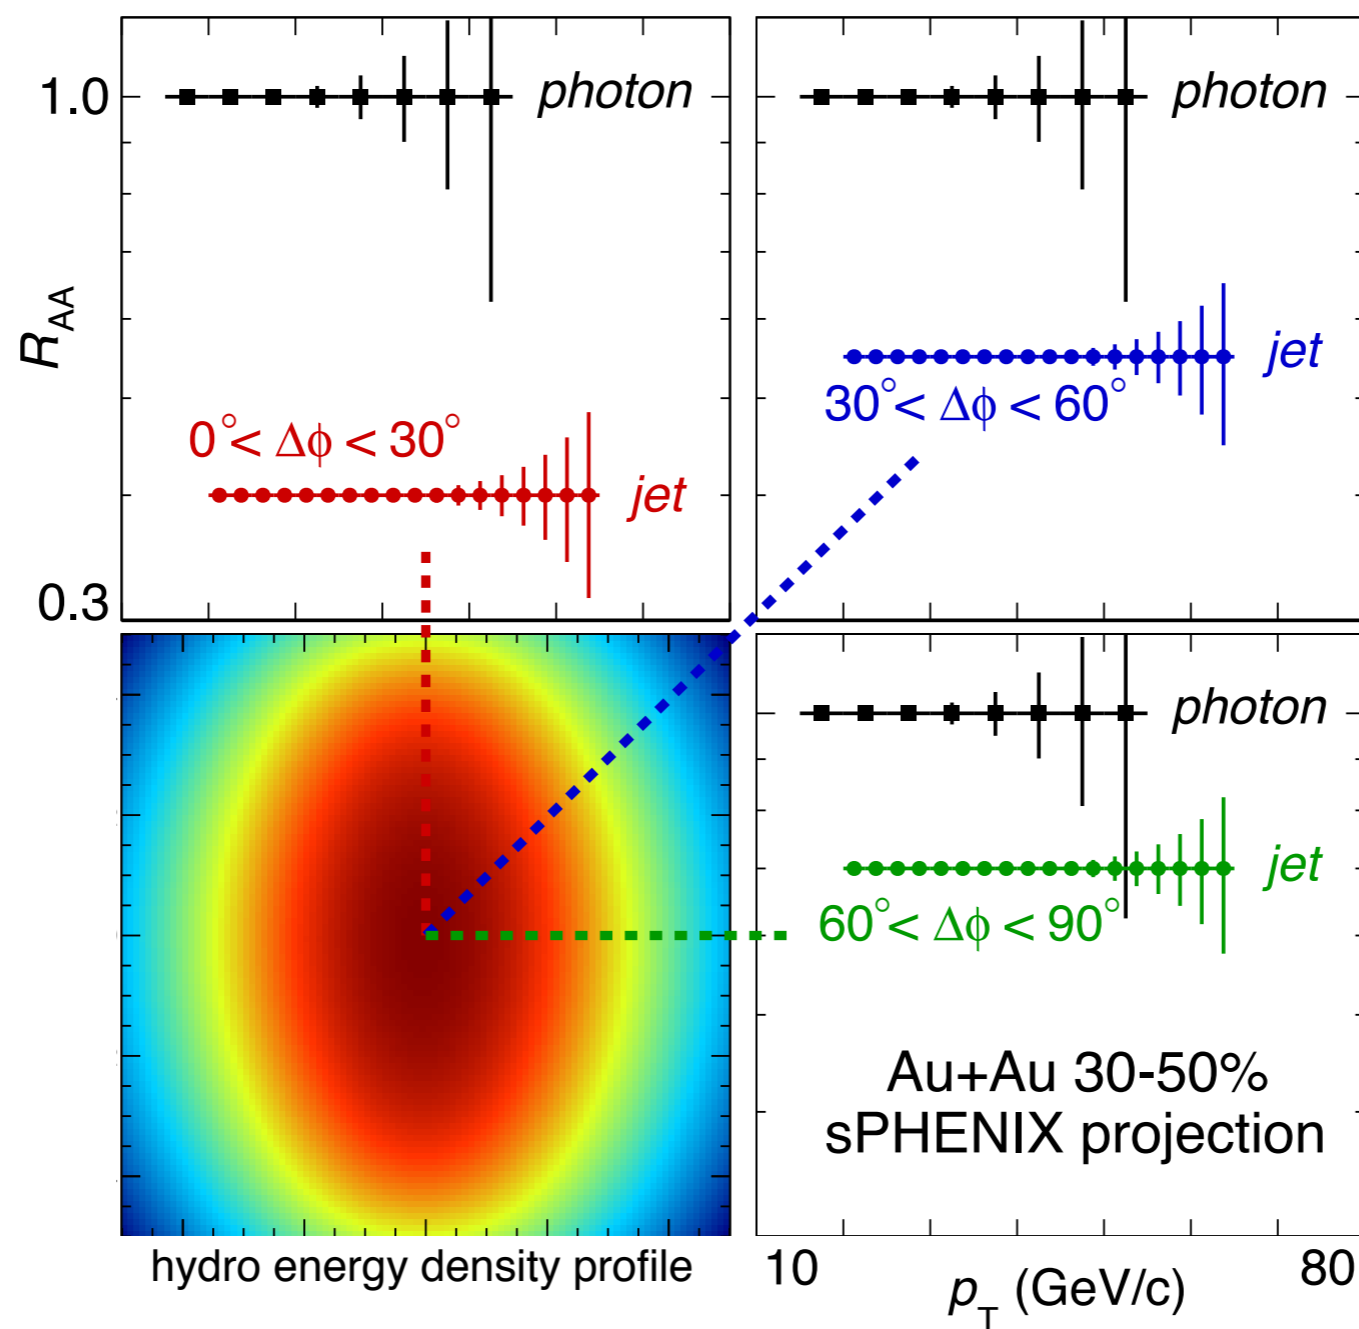 1.0
photon
photon
R_AA
jet
30°< Δϕ < 60°
0°< Δϕ < 30°
jet
0.3
photon
jet
60°< Δϕ < 90°
Au+Au 30-50%
sPHENIX projection
hydro energy density profile
10
80
p_T (GeV/c)